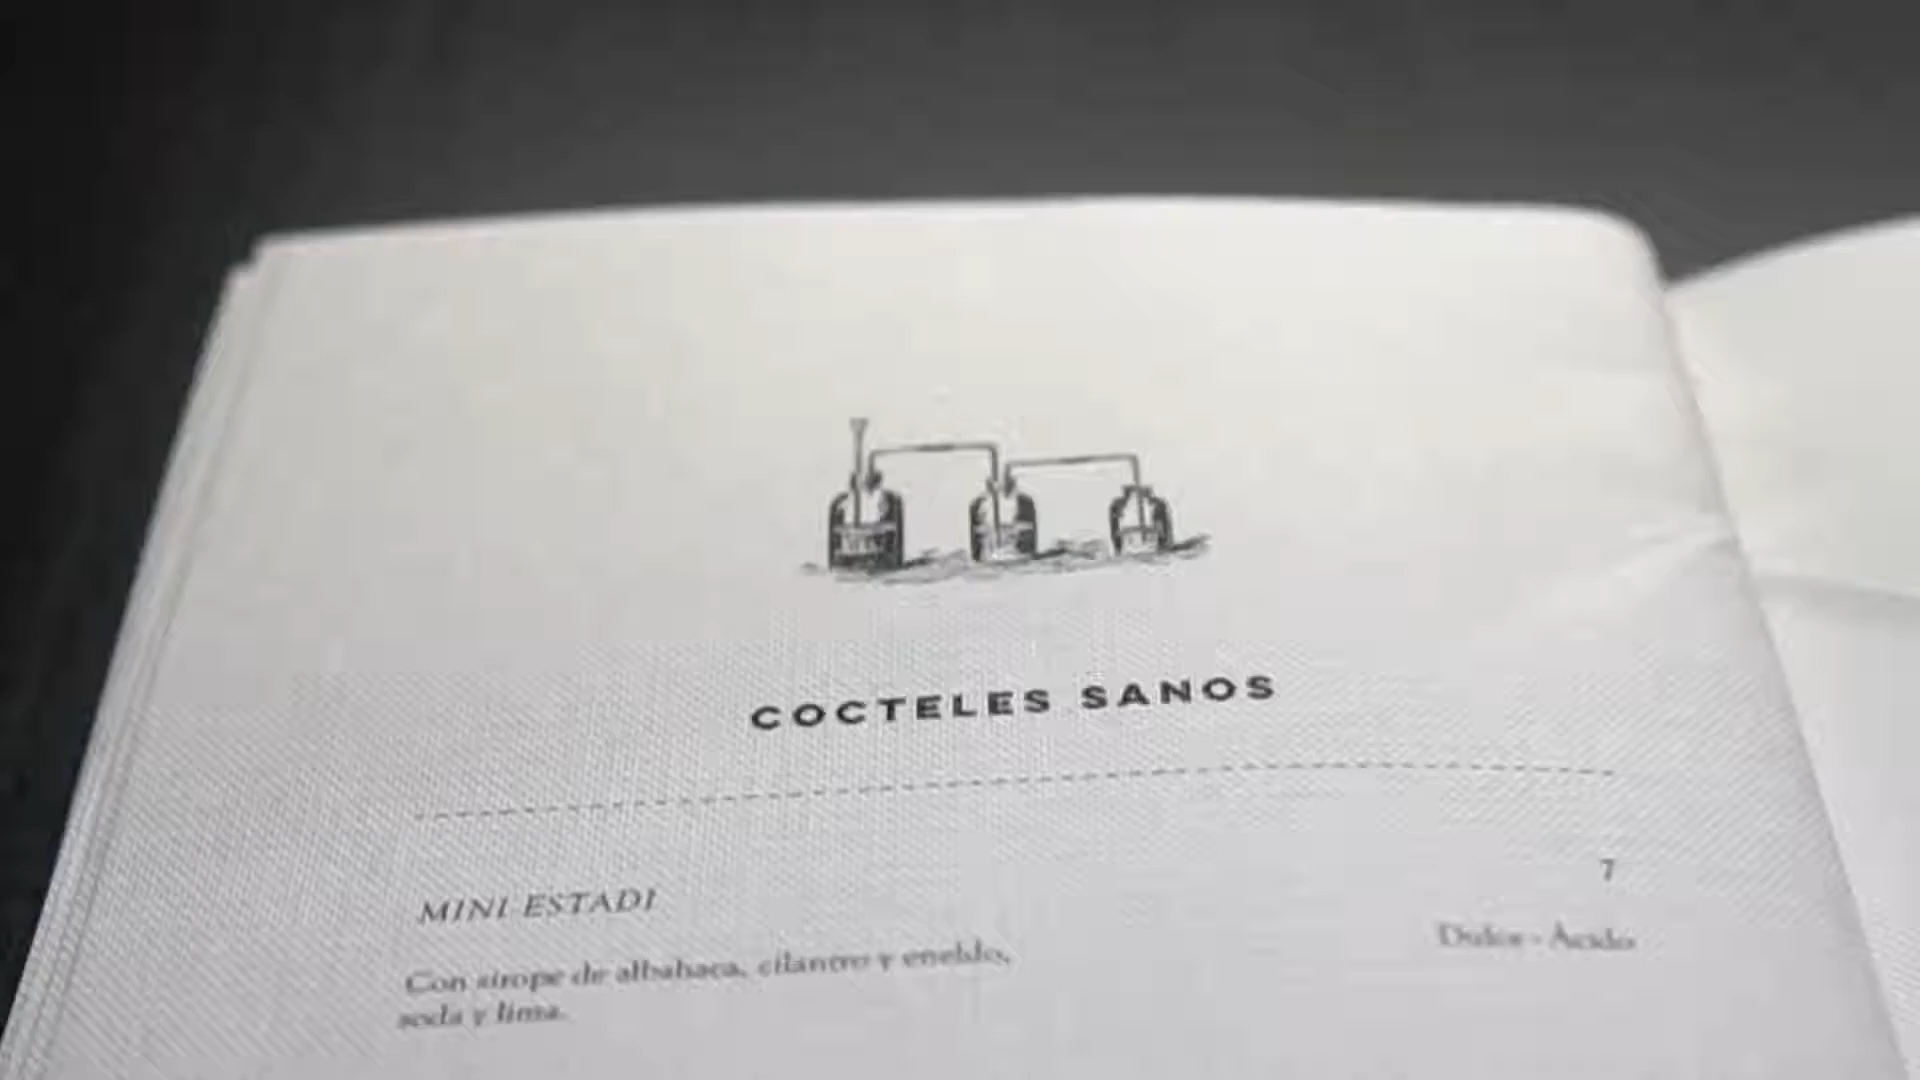 COCTELES SANOS
MINI ESTADI
7
Con sirope de albahaca, cilantro y eneldo,
soda y lima.
Dulce - Ácido